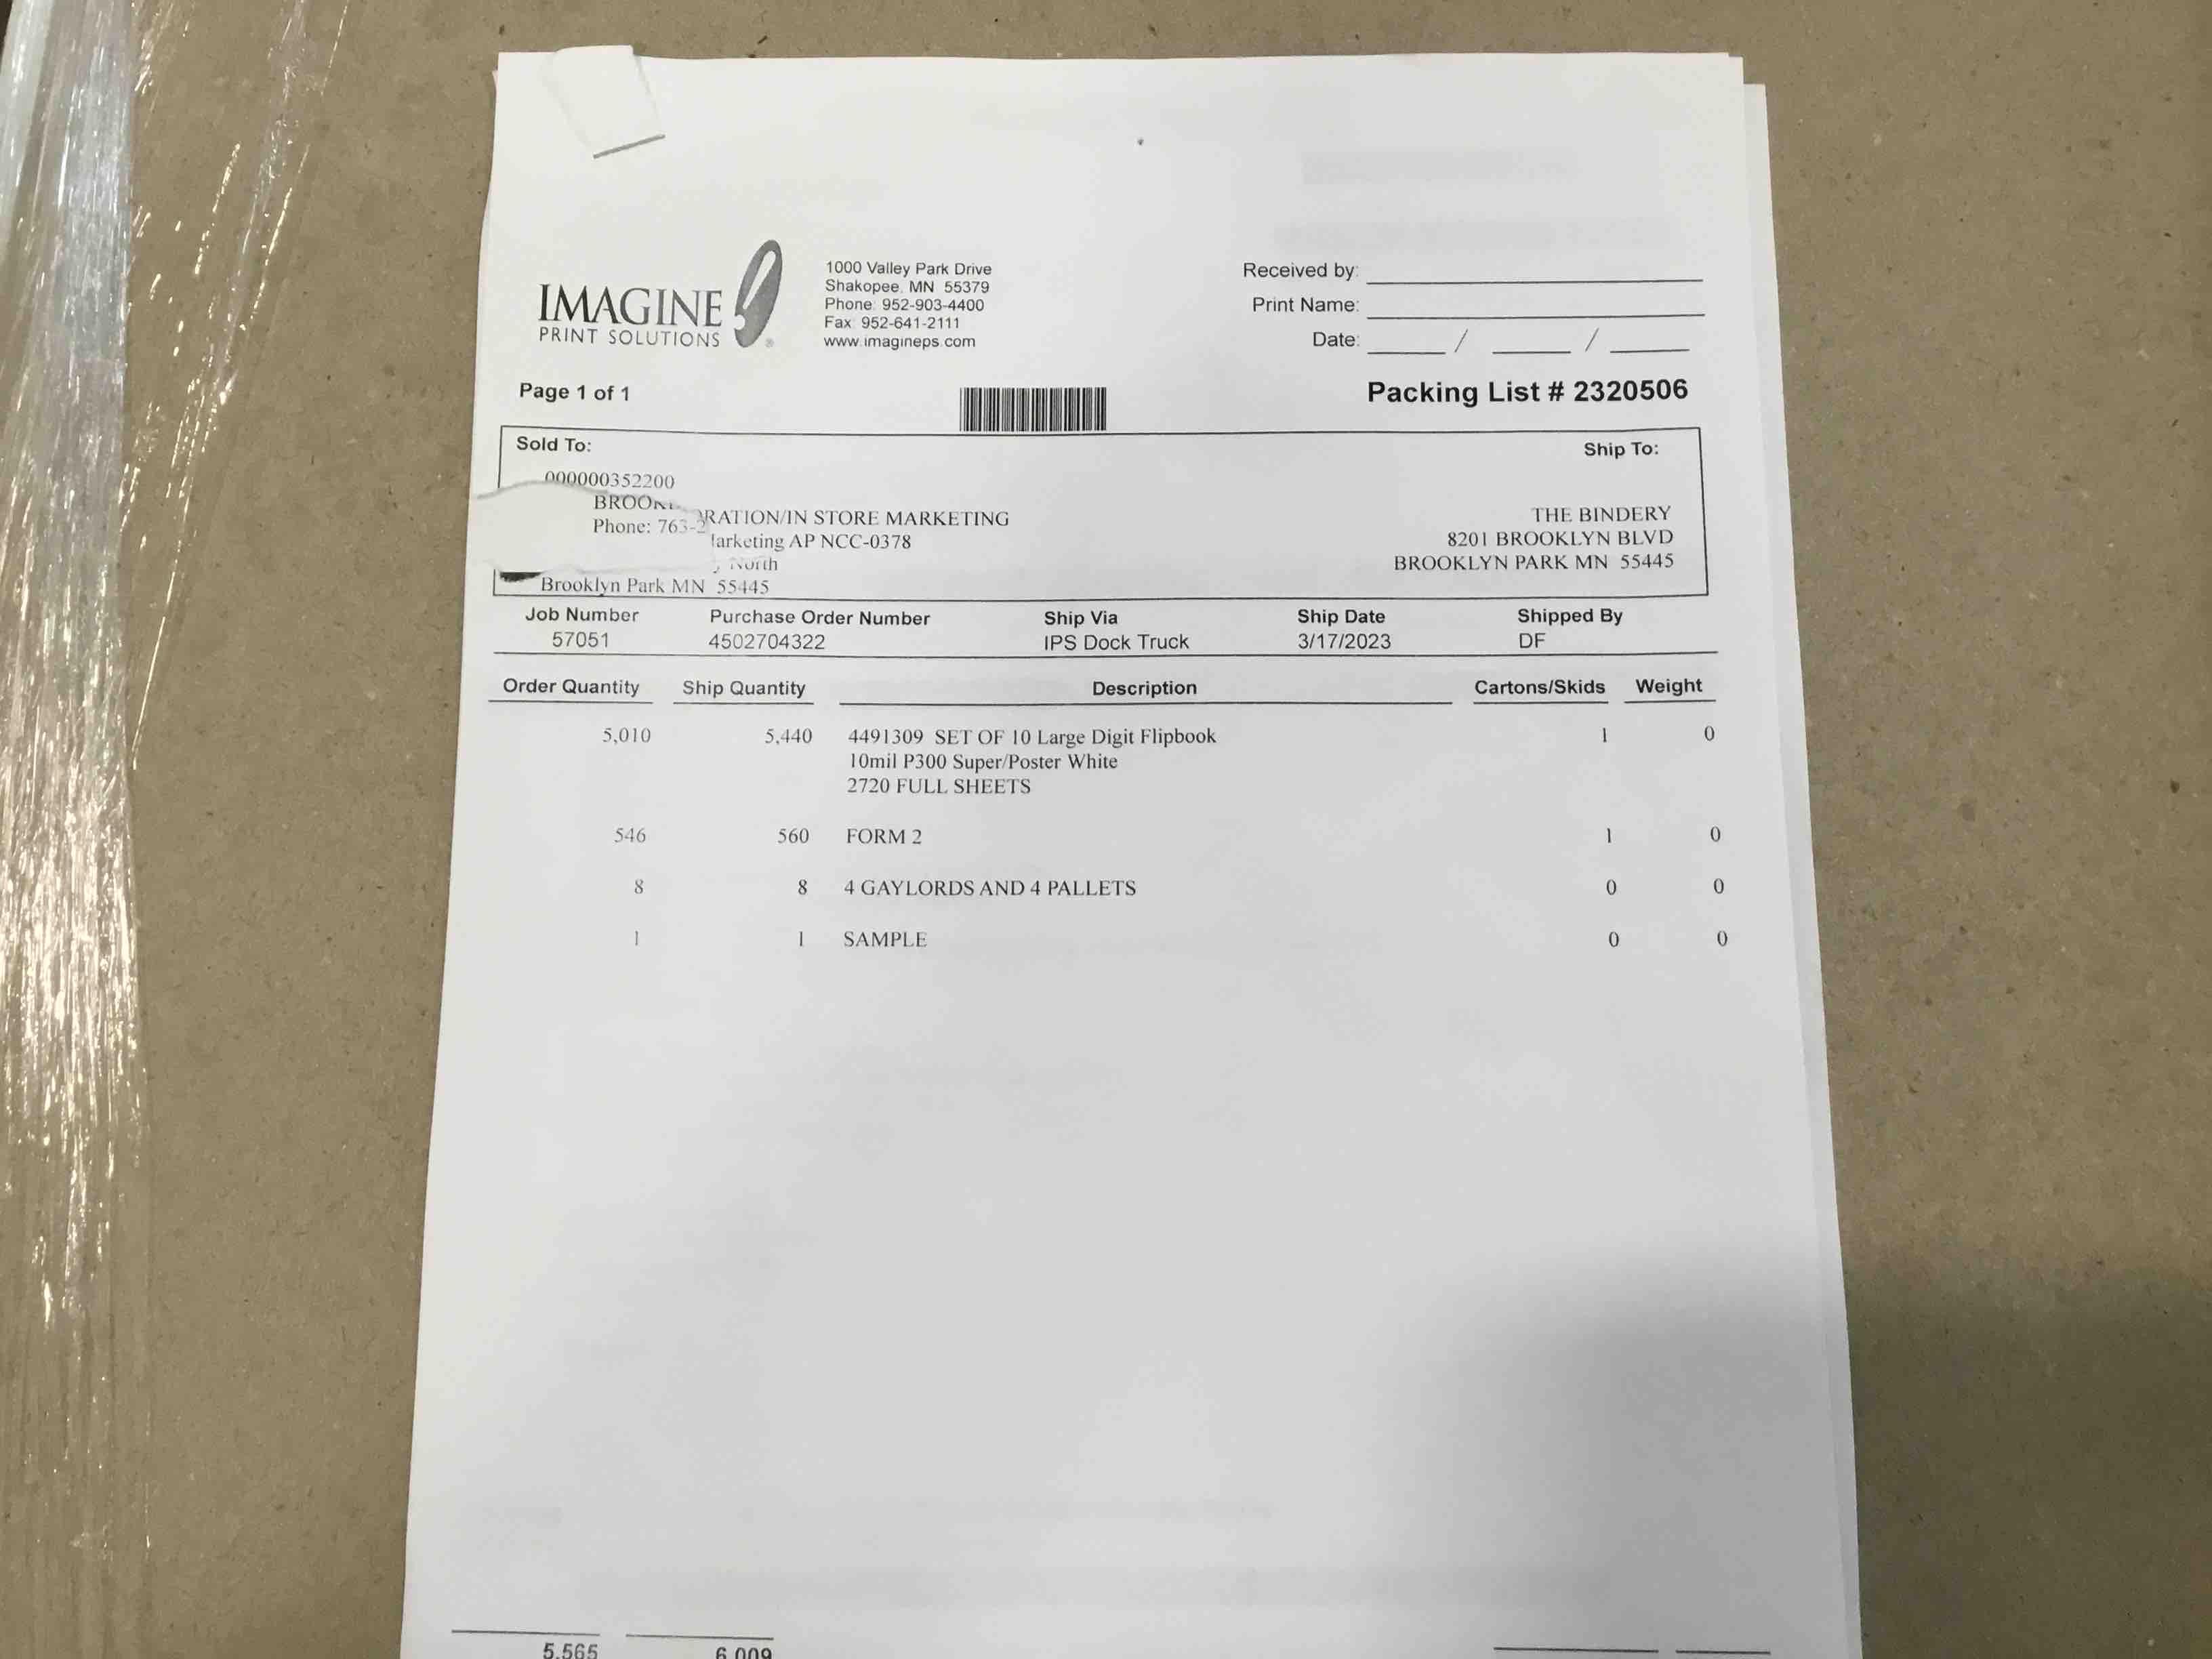 IMAGINE
PRINT SOLUTIONS
1000 Valley Park Drive
Shakopee, MN 55379
Phone: 952-903-4400
Fax: 952-641-2111
www.imagineps.com
Received by:
Print Name:
Date: / /
Page 1 of 1
Packing List # 2320506
Sold To:
Ship To:
000000352200
RATION/IN STORE MARKETING
Phone: 763-
arketing AP NCC-0378
North
Brooklyn Park MN 55445
THE BINDERY
8201 BROOKLYN BLVD
BROOKLYN PARK MN 55445
Job Number Purchase Order Number Ship Via Ship Date Shipped By
57051 4502704322 IPS Dock Truck 3/17/2023 DF
Order Quantity Ship Quantity Description Cartons/Skids Weight
5,010 5,440 4491309 SET OF 10 Large Digit Flipbook 1 0
10mil P300 Super/Poster White
2720 FULL SHEETS
546 560 FORM 2 1 0
8 8 4 GAYLORDS AND 4 PALLETS 0 0
1 1 SAMPLE 0 0
5,565 6,009